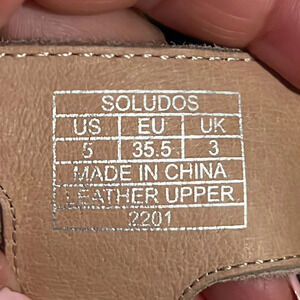 SOLUDOS
US EU UK
5 35.5 3
MADE IN CHINA
LEATHER UPPER
2201